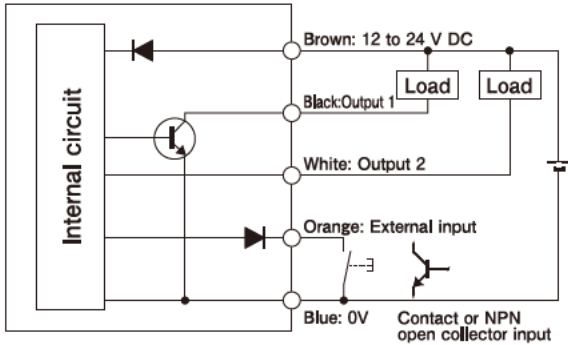 Internal circuit
Brown: 12 to 24 V DC
Load
Load
Black:Output 1
White: Output 2
Orange: External input
Blue: 0V
Contact or NPN
open collector input